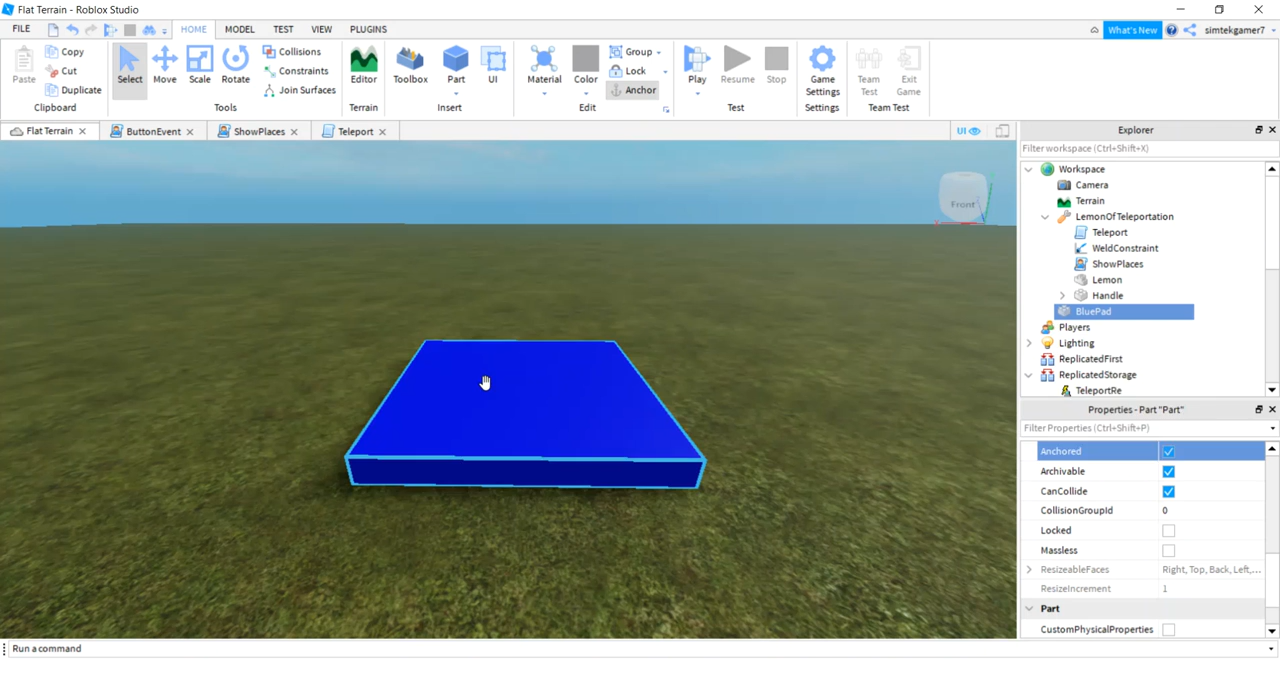 Flat Terrain - Roblox Studio
FILE HOME MODEL TEST VIEW PLUGINS What's New simtekgamer7
Paste Copy Cut Duplicate Select Move Scale Rotate Collisions Constraints Join Surfaces Editor Toolbox Part UI Material Color Group Lock Anchor Play Resume Stop Game Settings Team Test Exit Game
Clipboard Tools Terrain Insert Edit Test Settings Team Test
Flat Terrain ButtonEvent ShowPlaces Teleport UI
Front
Explorer
Filter workspace (Ctrl+Shift+X)
Workspace
Camera
Terrain
LemonOfTeleportation
Teleport
WeldConstraint
ShowPlaces
Lemon
Handle
BluePad
Players
Lighting
ReplicatedFirst
ReplicatedStorage
TeleportRe
Properties - Part "Part"
Filter Properties (Ctrl+Shift+P)
Anchored
Archivable
CanCollide
CollisionGroupId 0
Locked
Massless
ResizeableFaces Right, Top, Back, Left,...
ResizeIncrement 1
Part
CustomPhysicalProperties
Run a command